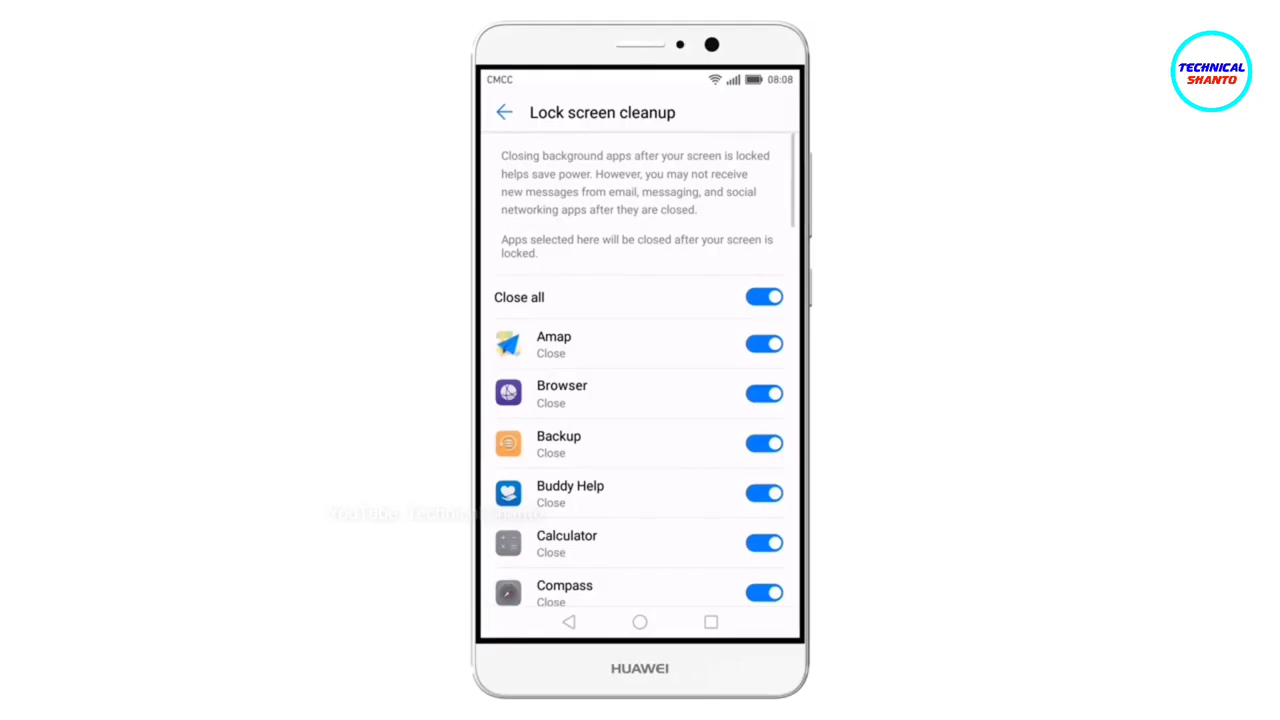 TECHNICAL
SHANTO
CMCC
08:08
Lock screen cleanup
Closing background apps after your screen is locked
helps save power. However, you may not receive
new messages from email, messaging, and social
networking apps after they are closed.
Apps selected here will be closed after your screen is
locked.
Close all
Amap
Close
Browser
Close
Backup
Close
Buddy Help
Close
YouTube: Technical Shanto
Calculator
Close
Compass
Close
HUAWEI